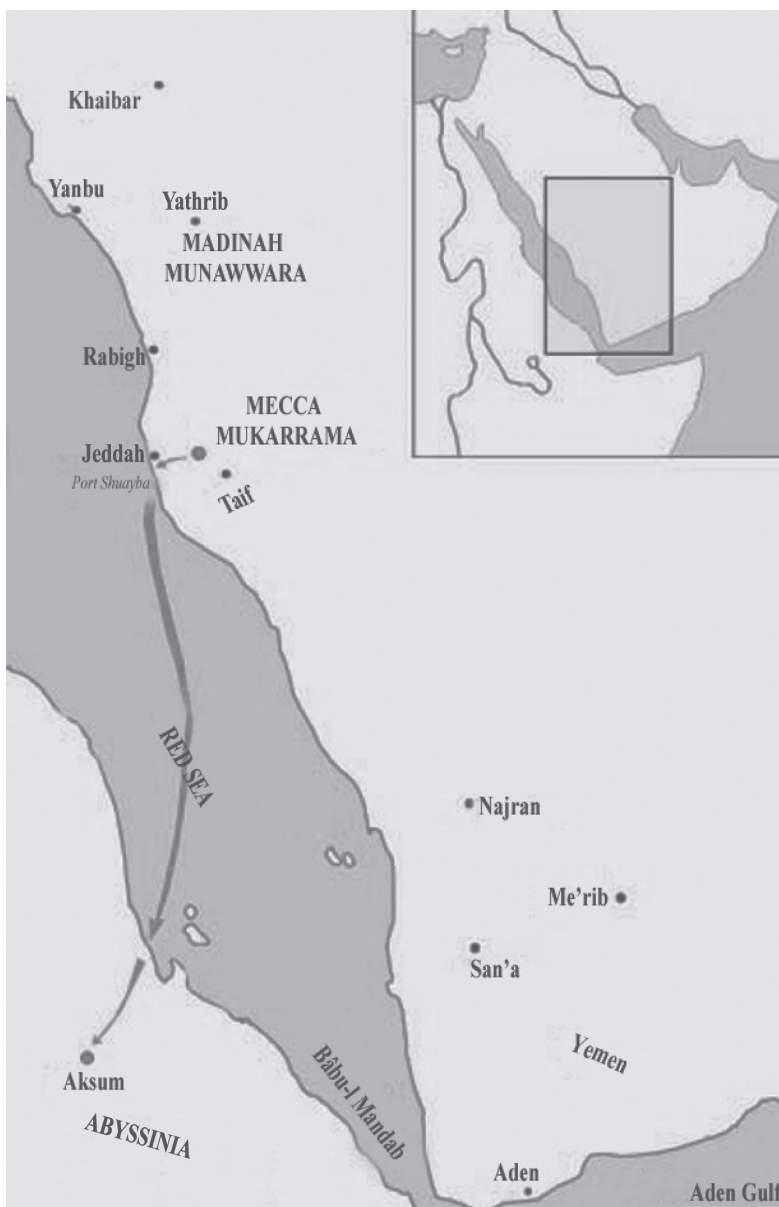 Khaibar
Yanbu
Yathrib
MADINAH
MUNAWWARA
Rabigh
MECCA
MUKARRAMA
Jeddah
Port Shuayba
Taif
RED SEA
Najran
Me’rib
San’a
Yemen
Aksum
ABYSSINIA
Bâbu-l Mandab
Aden
Aden Gulf